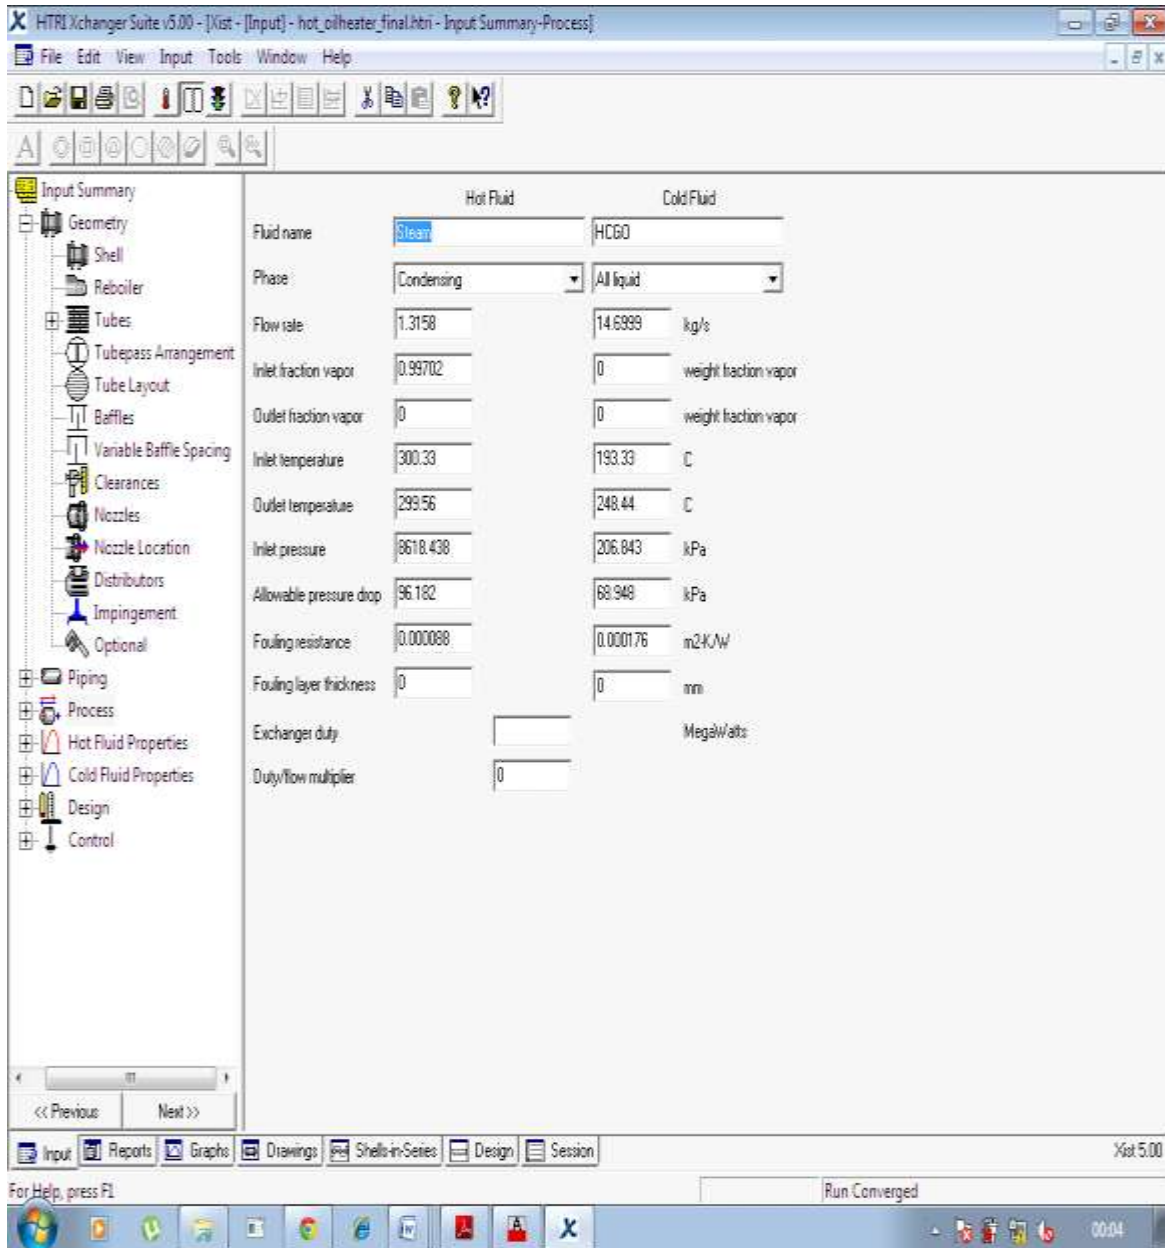 HTRI Xchanger Suite v5.00 - [Xist - [Input] - hot_oilheater_final.htri - Input Summary-Process]
File Edit View Input Tools Window Help
Input Summary
Geometry
Shell
Reboiler
Tubes
Tubepass Arrangement
Tube Layout
Baffles
Variable Baffle Spacing
Clearances
Nozzles
Nozzle Location
Distributors
Impingement
Optional
Piping
Process
Hot Fluid Properties
Cold Fluid Properties
Design
Control
<< Previous Next >>
Hot Fluid Cold Fluid
Fluid name Steam HCGO
Phase Condensing All liquid
Flow rate 1.3158 14.6999 kg/s
Inlet fraction vapor 0.99702 0 weight fraction vapor
Outlet fraction vapor 0 0 weight fraction vapor
Inlet temperature 300.33 193.33 C
Outlet temperature 299.56 248.44 C
Inlet pressure 8618.438 206.843 kPa
Allowable pressure drop 96.182 68.948 kPa
Fouling resistance 0.000088 0.000176 m2-K/W
Fouling layer thickness 0 0 mm
Exchanger duty MegaWatts
Duty/flow multiplier 0
Input Reports Graphs Drawings Shells-in-Series Design Session Xist 5.00
For Help, press F1 Run Converged
00:04